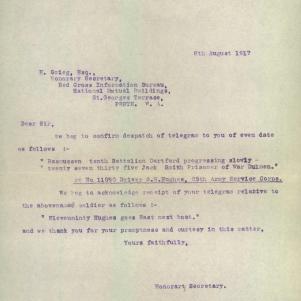 8th August 1917
E. Grieg, Esq.,
Honorary Secretary,
Red Cross Information Bureau,
National Mutual Buildings,
St.Georges Terrace,
PERTH. W. A.
Dear Sir,
We beg to confirm despatch of telegram to you of even date
as follows :-
" Rasmussen tenth Battalion Dartford progressing slowly -
twenty seven thirty five Jack Smith Prisoner of War Dulmen."
re No 11890 Driver G.S.Hughes, 25th Army Service Corps.
We beg to acknowledge receipt of your telegram relative to
the abovenamed soldier as follows :-
" Elevenninty Hughes goes East next boat."
and we thank you for your promptness and curtesy in this matter.
Yours faithfully,
Honorary Secretary.